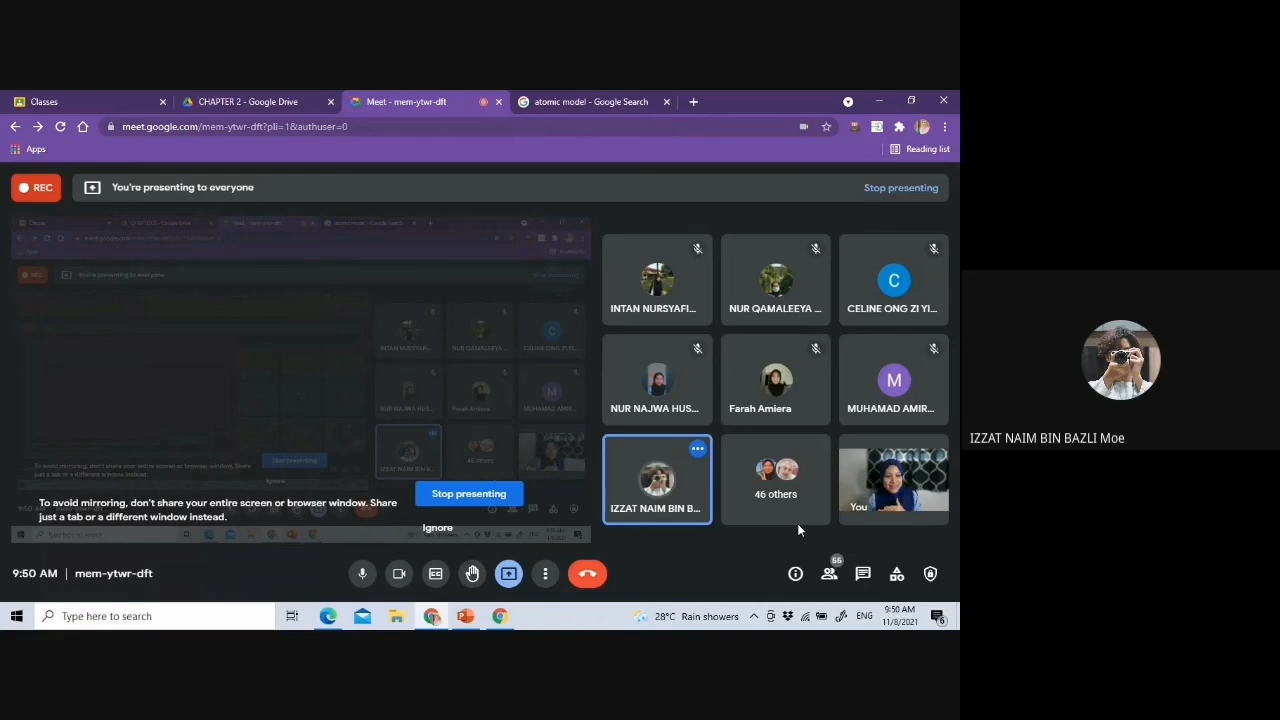 Classes
CHAPTER 2 - Google Drive
Meet - mem-ytwr-dft
atomic model - Google Search
meet.google.com/mem-ytwr-dft?pli=1&authuser=0
Apps
Reading list
REC
You're presenting to everyone
Stop presenting
INTAN NURSYAFI...
NUR QAMALEEYA ...
C
CELINE ONG ZI YI...
NUR NAJWA HUS...
Farah Amiera
M
MUHAMAD AMIR...
IZZAT NAIM BIN BAZLI Moe
To avoid mirroring, don't share your entire screen or browser window. Share
just a tab or a different window instead.
Stop presenting
Ignore
IZZAT NAIM BIN B...
46 others
You
9:50 AM | mem-ytwr-dft
55
Type here to search
28°C Rain showers
ENG
9:50 AM
11/8/2021
6